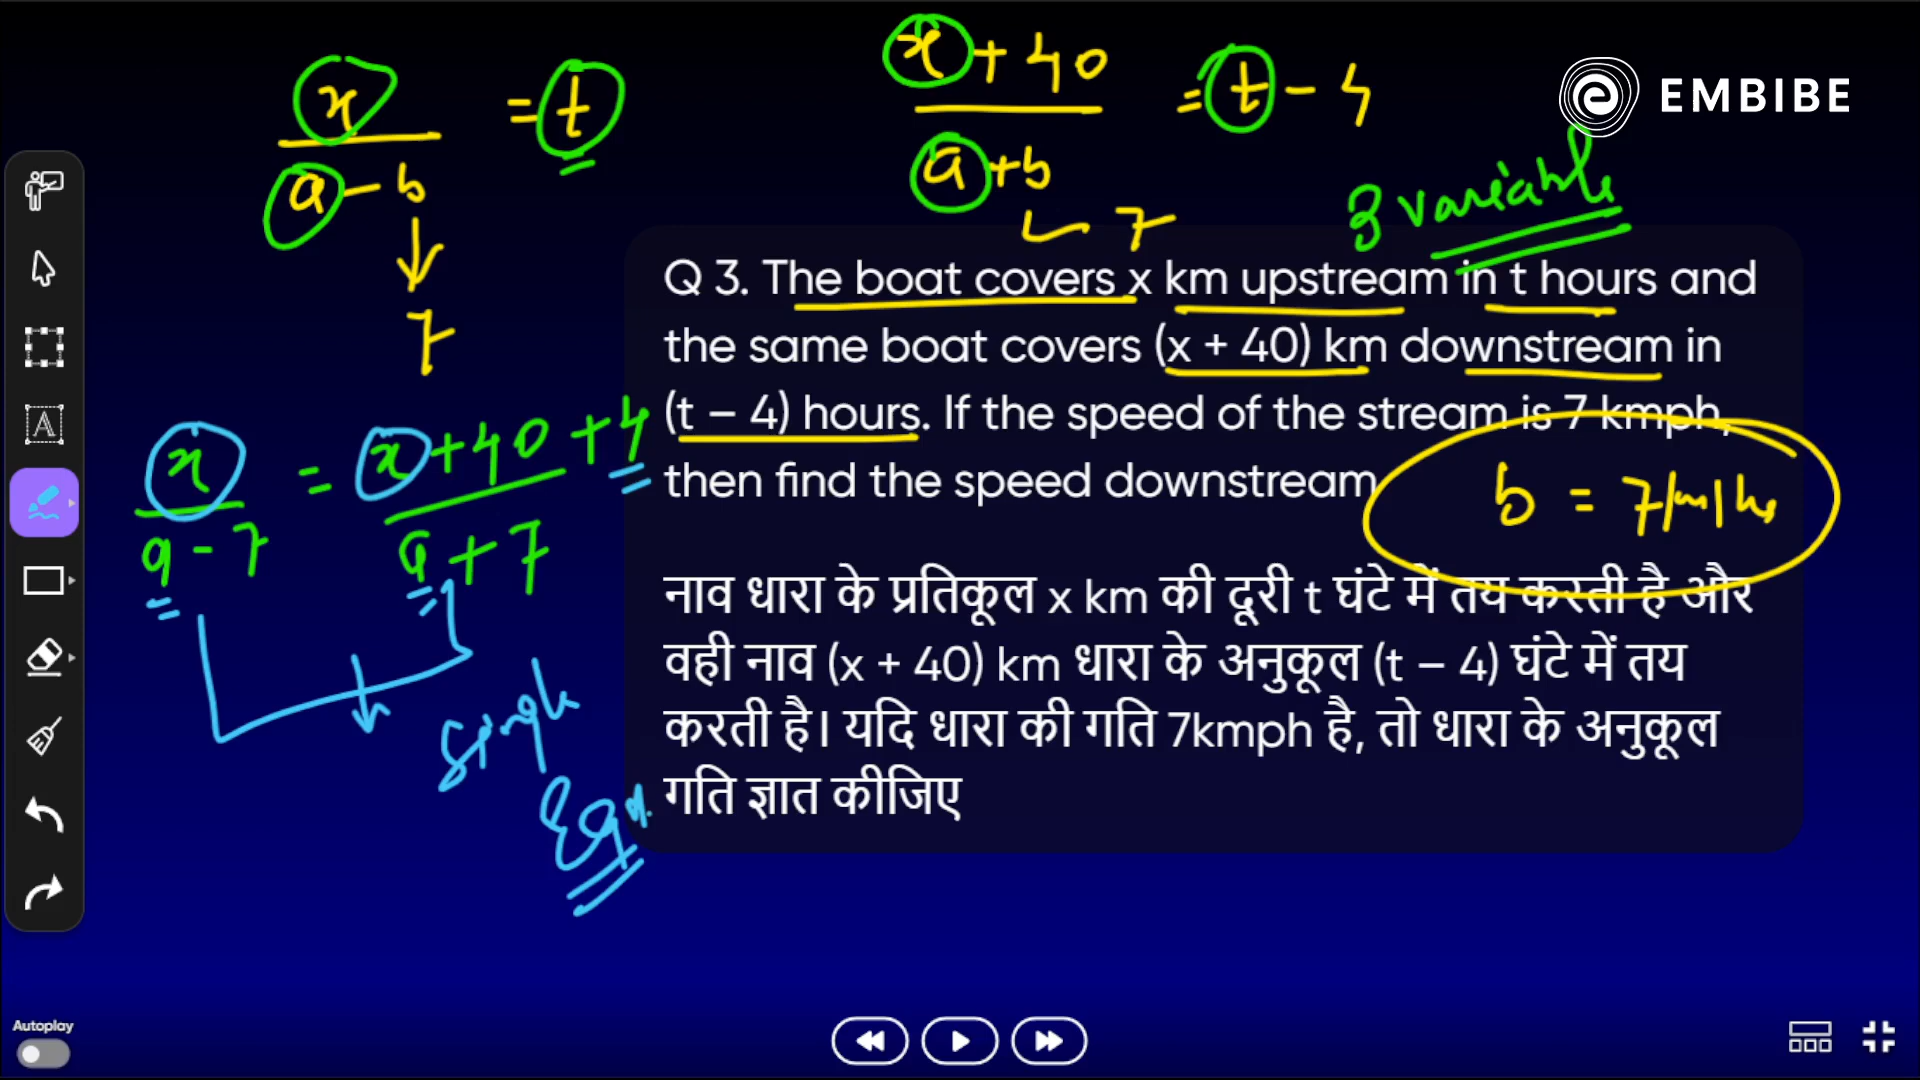 x = t
a - b
↓
7
x + 40 = t - 4
a + b
7
3 variable
EMBIBE
Q 3. The boat covers x km upstream in t hours and
the same boat covers (x + 40) km downstream in
(t – 4) hours. If the speed of the stream is 7 kmph,
then find the speed downstream
b = 7 km/hr
x = x + 40 + 4
a - 7 a + 7
Single
Eqn.
नाव धारा के प्रतिकूल x km की दूरी t घंटे में तय करती है और
वही नाव (x + 40) km धारा के अनुकूल (t – 4) घंटे में तय
करती है। यदि धारा की गति 7kmph है, तो धारा के अनुकूल
गति ज्ञात कीजिए
A
Autoplay